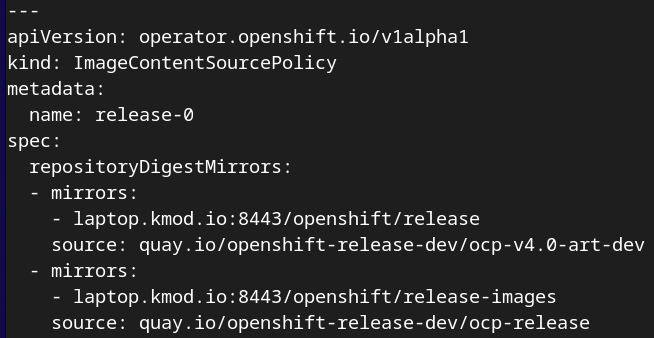 ---
apiVersion: operator.openshift.io/v1alpha1
kind: ImageContentSourcePolicy
metadata:
  name: release-0
spec:
  repositoryDigestMirrors:
  - mirrors:
    - laptop.kmod.io:8443/openshift/release
    source: quay.io/openshift-release-dev/ocp-v4.0-art-dev
  - mirrors:
    - laptop.kmod.io:8443/openshift/release-images
    source: quay.io/openshift-release-dev/ocp-release